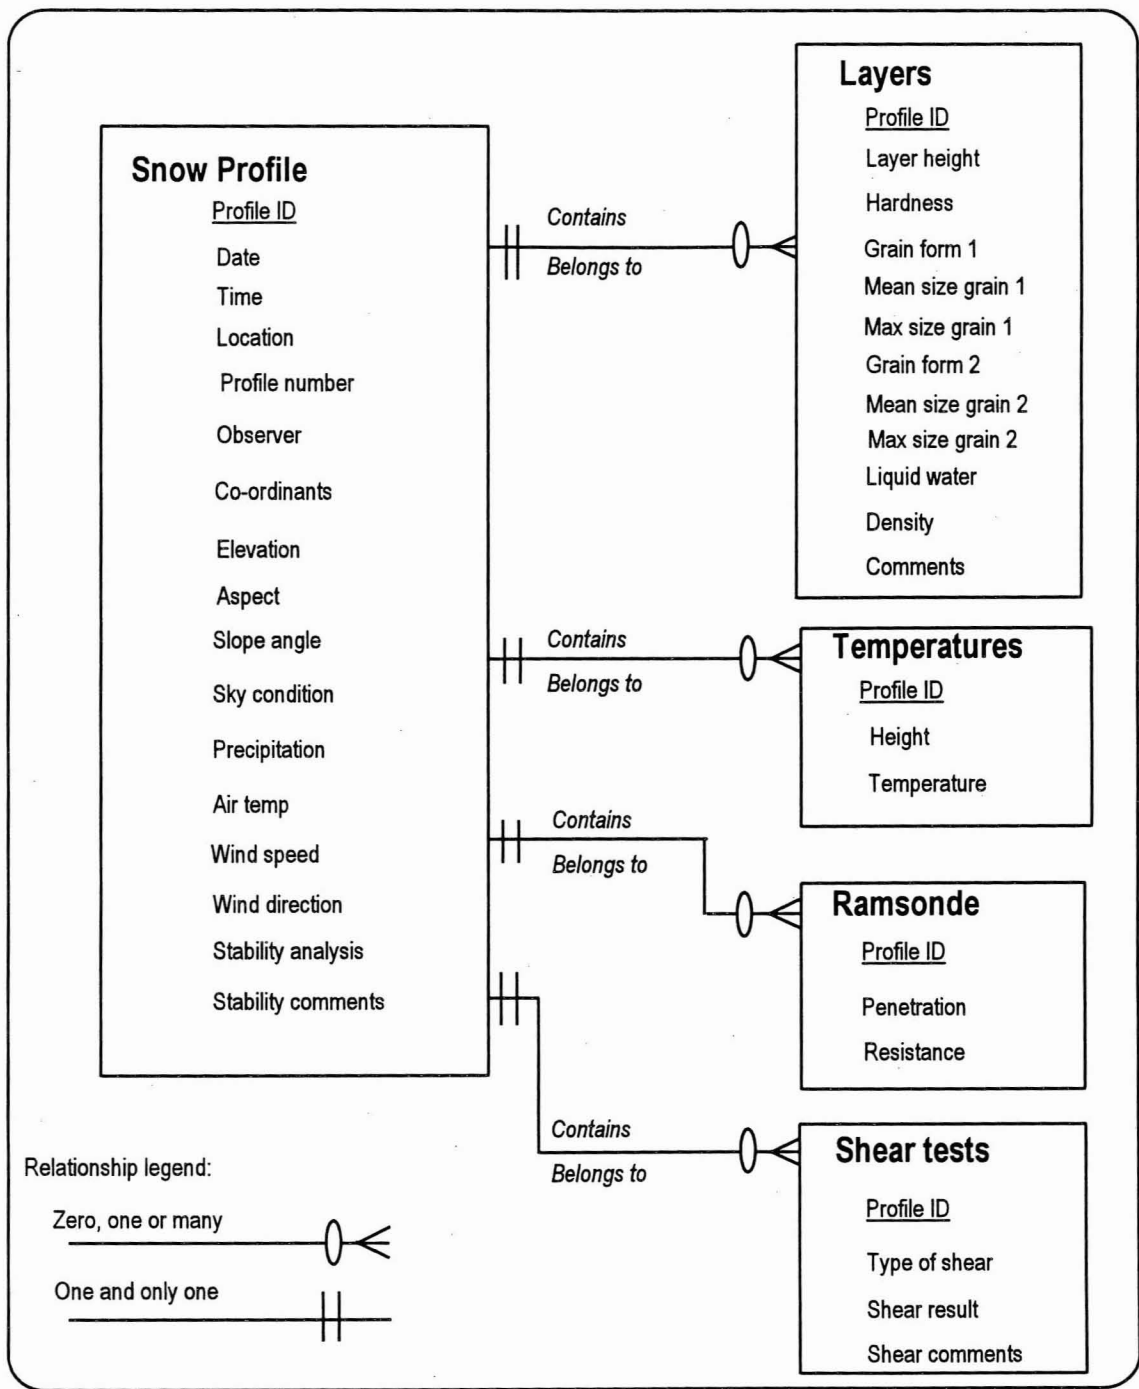 Snow Profile
Profile ID
Date
Time
Location
Profile number
Observer
Co-ordinants
Elevation
Aspect
Slope angle
Sky condition
Precipitation
Air temp
Wind speed
Wind direction
Stability analysis
Stability comments
Contains
Belongs to
Layers
Profile ID
Layer height
Hardness
Grain form 1
Mean size grain 1
Max size grain 1
Grain form 2
Mean size grain 2
Max size grain 2
Liquid water
Density
Comments
Contains
Belongs to
Temperatures
Profile ID
Height
Temperature
Contains
Belongs to
Ramsonde
Profile ID
Penetration
Resistance
Contains
Belongs to
Shear tests
Profile ID
Type of shear
Shear result
Shear comments
Relationship legend:
Zero, one or many
One and only one